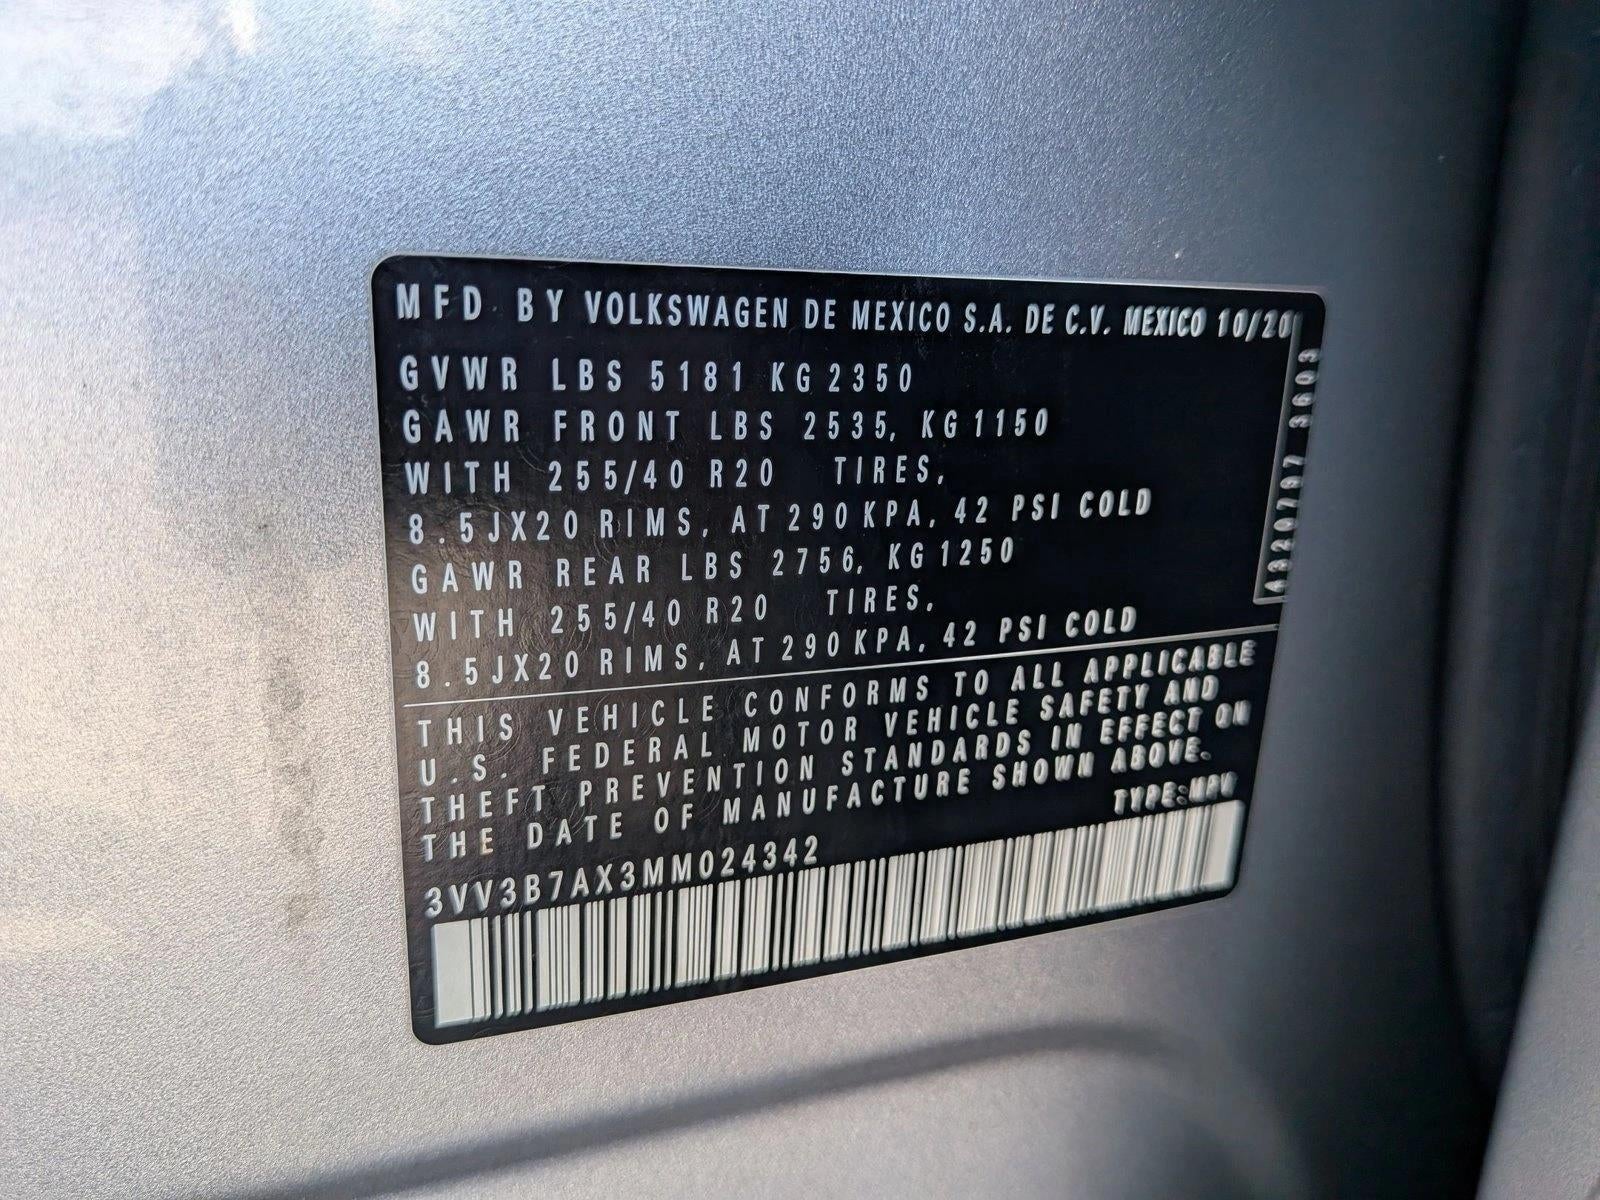 MFD BY VOLKSWAGEN DE MEXICO S.A. DE C.V. MEXICO 10/20
GVWR LBS 5181 KG 2350
GAWR FRONT LBS 2535, KG 1150
WITH 255/40 R20 TIRES,
8.5JX20 RIMS, AT 290 KPA, 42 PSI COLD
GAWR REAR LBS 2756, KG 1250
WITH 255/40 R20 TIRES,
8.5JX20 RIMS, AT 290 KPA, 42 PSI COLD
THIS VEHICLE CONFORMS TO ALL APPLICABLE
U.S. FEDERAL MOTOR VEHICLE SAFETY AND
THEFT PREVENTION STANDARDS IN EFFECT ON
THE DATE OF MANUFACTURE SHOWN ABOVE.
TYPE:MPV
3VV3B7AX3MM024342
3603